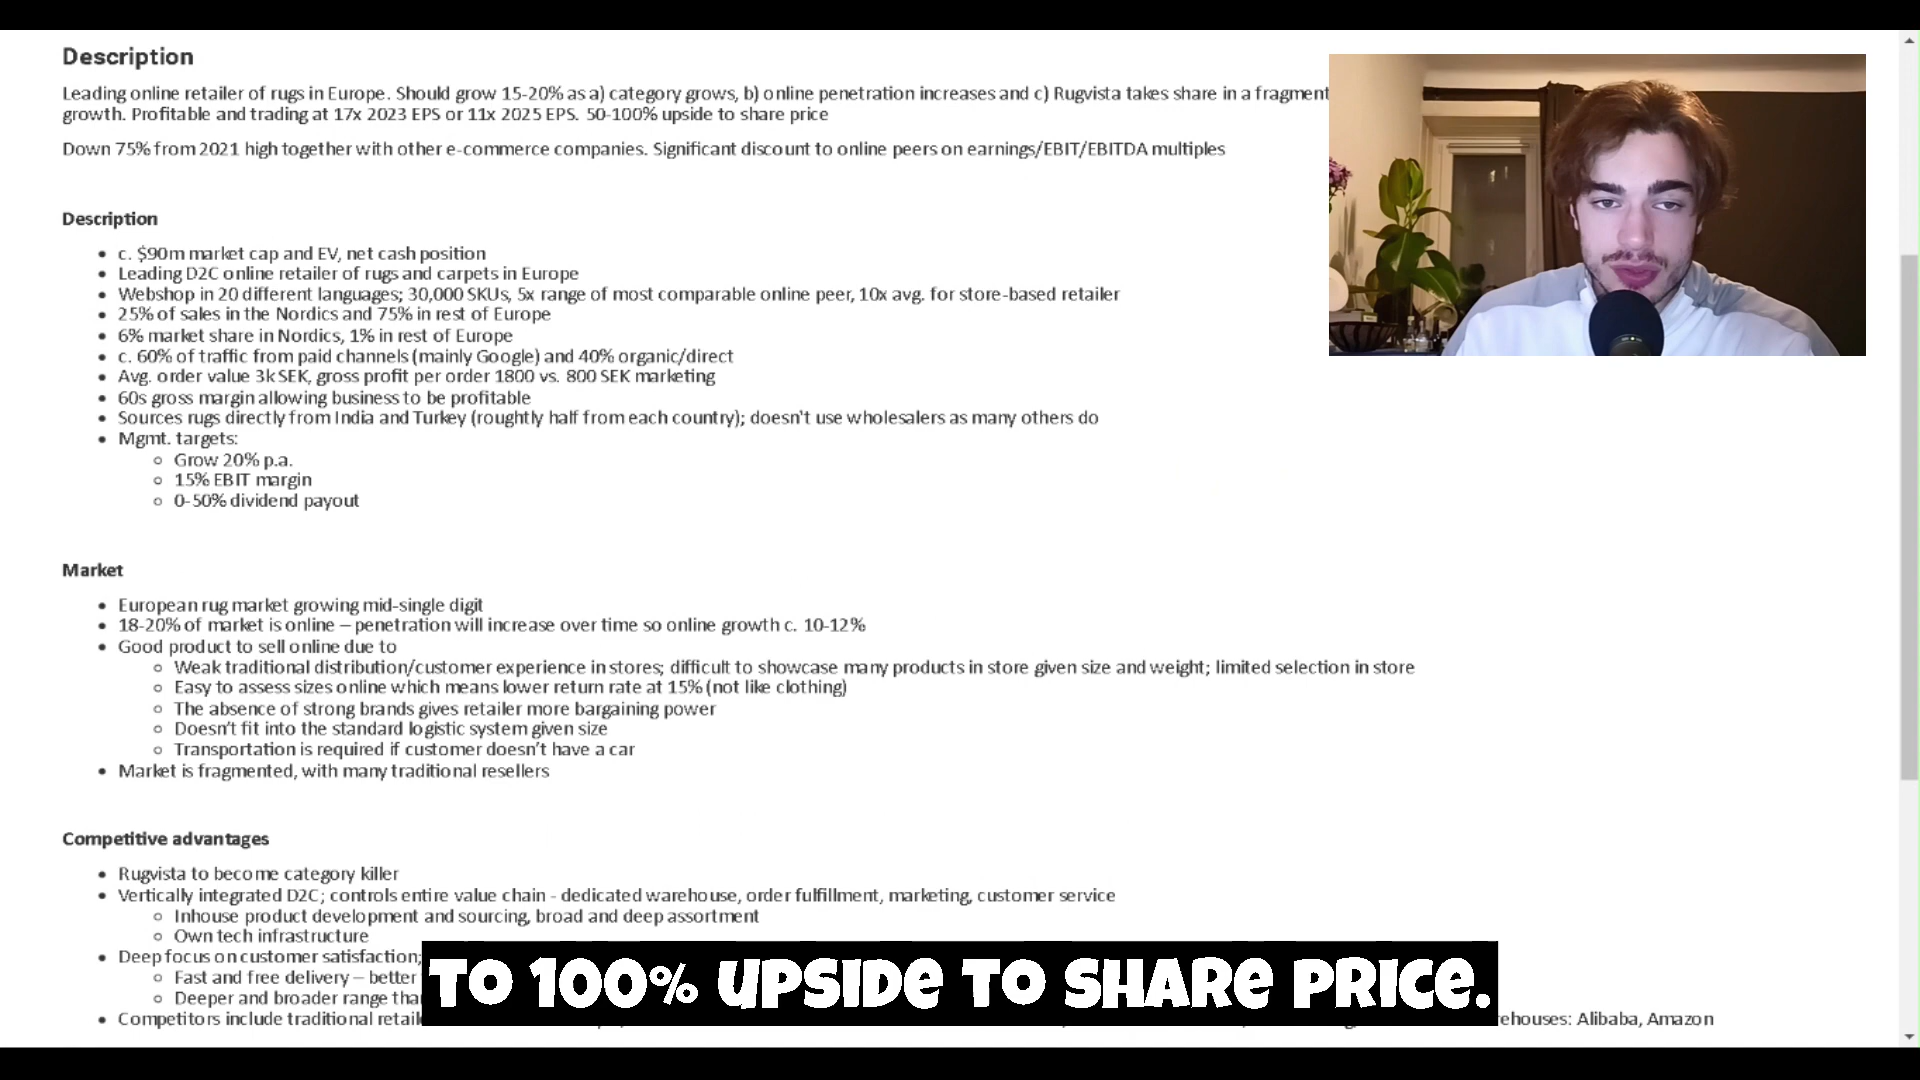 Description
Leading online retailer of rugs in Europe. Should grow 15-20% as a) category grows, b) online penetration increases and c) Rugvista takes share in a fragment
growth. Profitable and trading at 17x 2023 EPS or 11x 2025 EPS. 50-100% upside to share price
Down 75% from 2021 high together with other e-commerce companies. Significant discount to online peers on earnings/EBIT/EBITDA multiples
Description
• c. $90m market cap and EV, net cash position
• Leading D2C online retailer of rugs and carpets in Europe
• Webshop in 20 different languages; 30,000 SKUs, 5x range of most comparable online peer, 10x avg. for store-based retailer
• 25% of sales in the Nordics and 75% in rest of Europe
• 6% market share in Nordics, 1% in rest of Europe
• c. 60% of traffic from paid channels (mainly Google) and 40% organic/direct
• Avg. order value 3k SEK, gross profit per order 1800 vs. 800 SEK marketing
• 60s gross margin allowing business to be profitable
• Sources rugs directly from India and Turkey (roughtly half from each country); doesn't use wholesalers as many others do
• Mgmt. targets:
○ Grow 20% p.a.
○ 15% EBIT margin
○ 0-50% dividend payout
Market
• European rug market growing mid-single digit
• 18-20% of market is online – penetration will increase over time so online growth c. 10-12%
• Good product to sell online due to
○ Weak traditional distribution/customer experience in stores; difficult to showcase many products in store given size and weight; limited selection in store
○ Easy to assess sizes online which means lower return rate at 15% (not like clothing)
○ The absence of strong brands gives retailer more bargaining power
○ Doesn't fit into the standard logistic system given size
○ Transportation is required if customer doesn't have a car
• Market is fragmented, with many traditional resellers
Competitive advantages
• Rugvista to become category killer
• Vertically integrated D2C; controls entire value chain - dedicated warehouse, order fulfillment, marketing, customer service
○ Inhouse product development and sourcing, broad and deep assortment
○ Own tech infrastructure
• Deep focus on customer satisfaction;
○ Fast and free delivery – better
○ Deeper and broader range tha
• Competitors include traditional retail ehouses: Alibaba, Amazon
TO 100% UPSIDE TO SHARE PRICE.